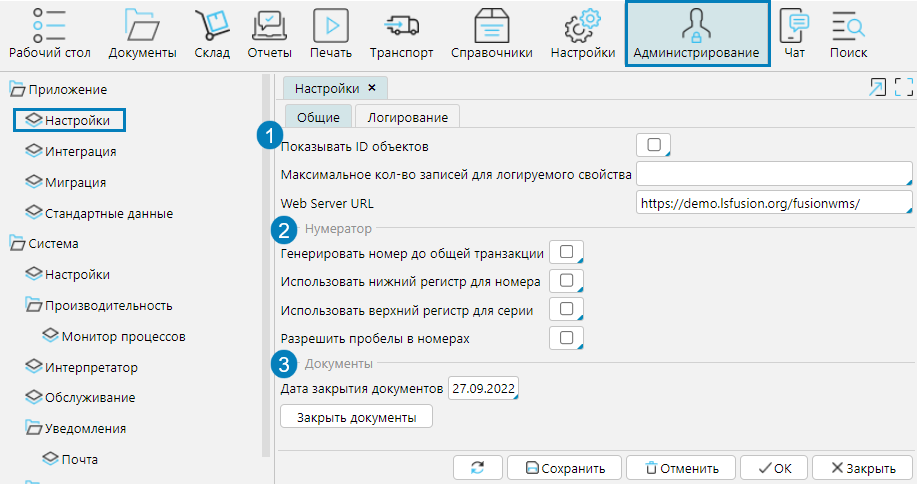 Рабочий стол Документы Склад Отчеты Печать Транспорт Справочники Настройки Администрирование Чат Поиск
Приложение
Настройки
Интеграция
Миграция
Стандартные данные
Система
Настройки
Производительность
Монитор процессов
Интерпретатор
Обслуживание
Уведомления
Почта
Настройки ×
Общие Логирование
1
Показывать ID объектов
Максимальное кол-во записей для логируемого свойства
Web Server URL https://demo.lsfusion.org/fusionwms/
2 Нумератор
Генерировать номер до общей транзакции
Использовать нижний регистр для номера
Использовать верхний регистр для серии
Разрешить пробелы в номерах
3 Документы
Дата закрытия документов 27.09.2022
Закрыть документы
Сохранить Отменить OK Закрыть